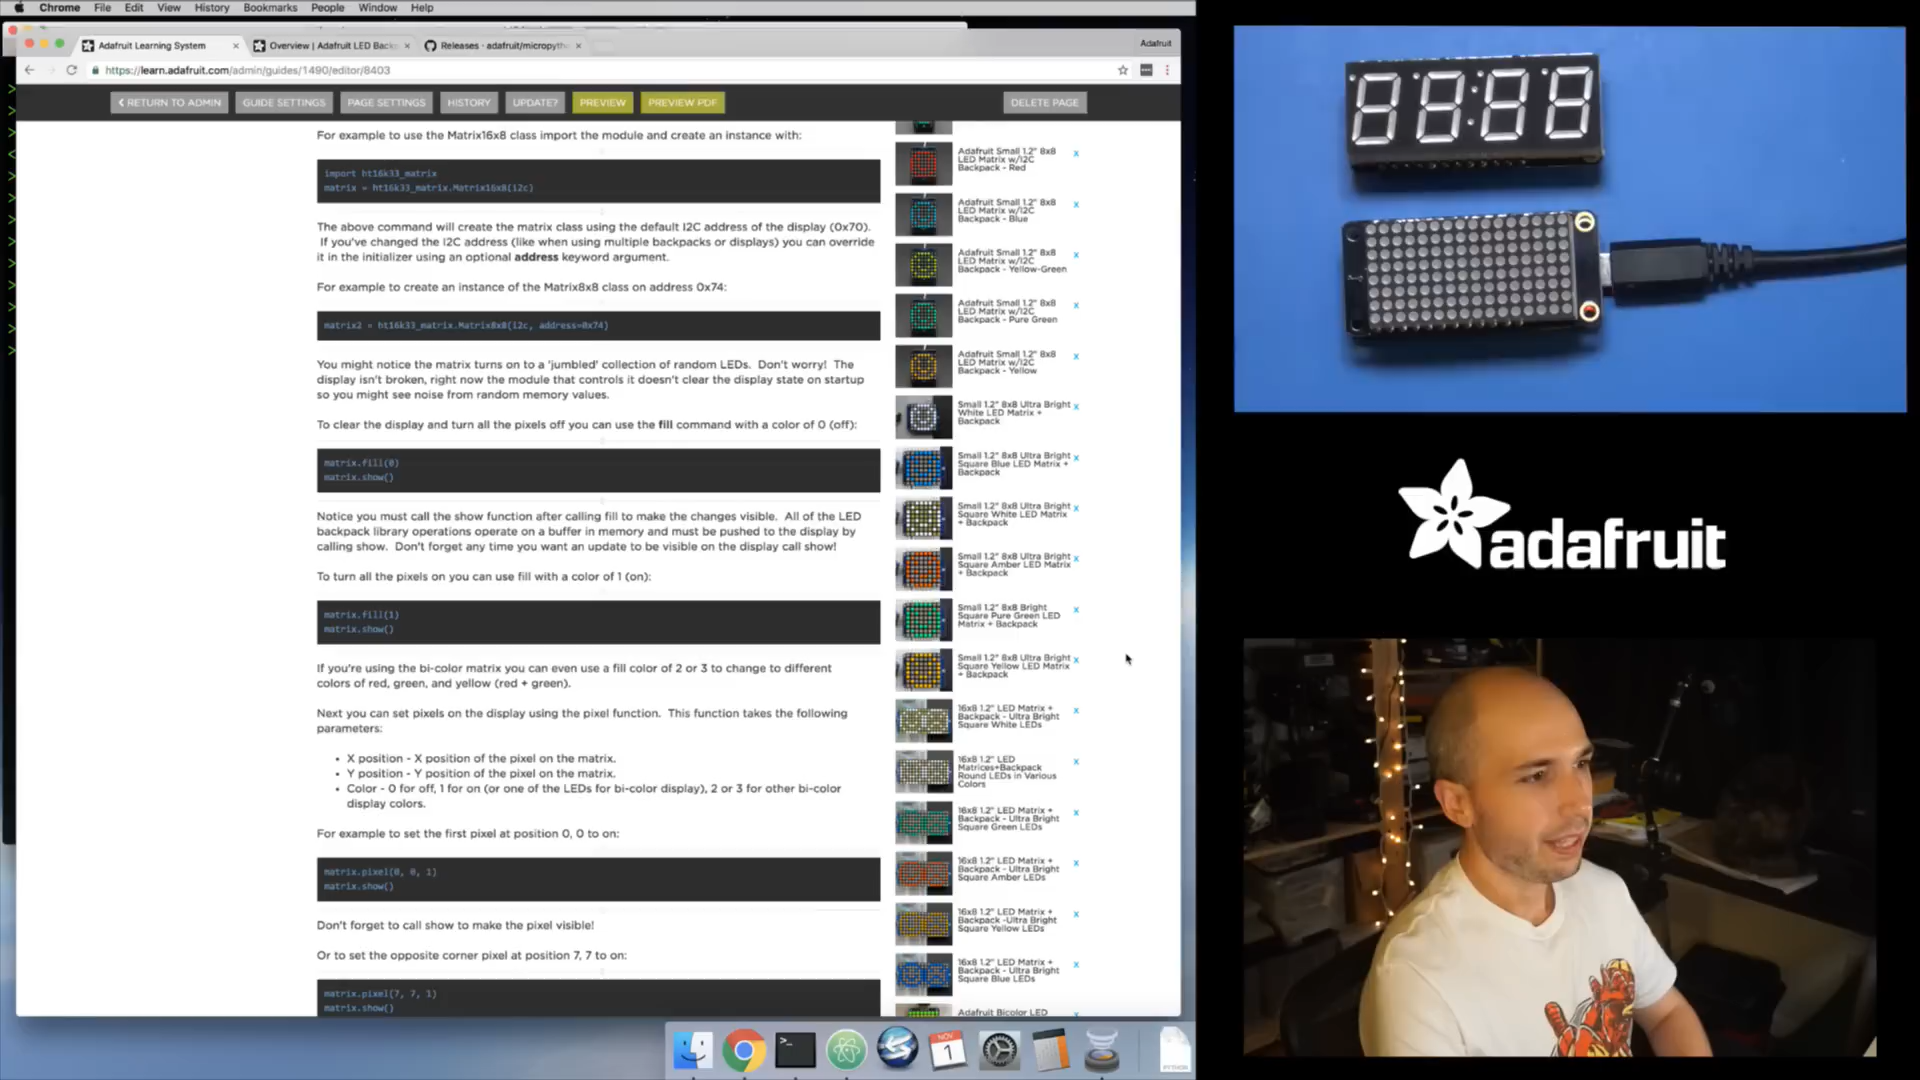 Chrome File Edit View History Bookmarks People Window Help
Adafruit Learning System
Overview | Adafruit LED Back
Releases · adafruit/micropyth
Adafruit
https://learn.adafruit.com/admin/guides/1490/editor/8403
RETURN TO ADMIN
GUIDE SETTINGS
PAGE SETTINGS
HISTORY
UPDATE?
PREVIEW
PREVIEW PDF
DELETE PAGE
For example to use the Matrix16x8 class import the module and create an instance with:
import ht16k33_matrix
matrix = ht16k33_matrix.Matrix16x8(i2c)
The above command will create the matrix class using the default I2C address of the display (0x70).
If you've changed the I2C address (like when using multiple backpacks or displays) you can override
it in the initializer using an optional address keyword argument.
For example to create an instance of the Matrix8x8 class on address 0x74:
matrix2 = ht16k33_matrix.Matrix8x8(i2c, address=0x74)
You might notice the matrix turns on to a 'jumbled' collection of random LEDs. Don't worry! The
display isn't broken, right now the module that controls it doesn't clear the display state on startup
so you might see noise from random memory values.
To clear the display and turn all the pixels off you can use the fill command with a color of 0 (off):
matrix.fill(0)
matrix.show()
Notice you must call the show function after calling fill to make the changes visible. All of the LED
backpack library operations operate on a buffer in memory and must be pushed to the display by
calling show. Don't forget any time you want an update to be visible on the display call show!
To turn all the pixels on you can use fill with a color of 1 (on):
matrix.fill(1)
matrix.show()
If you're using the bi-color matrix you can even use a fill color of 2 or 3 to change to different
colors of red, green, and yellow (red + green).
Next you can set pixels on the display using the pixel function. This function takes the following
parameters:
• X position - X position of the pixel on the matrix.
• Y position - Y position of the pixel on the matrix.
• Color - 0 for off, 1 for on (or one of the LEDs for bi-color display), 2 or 3 for other bi-color
display colors.
For example to set the first pixel at position 0, 0 to on:
matrix.pixel(0, 0, 1)
matrix.show()
Don't forget to call show to make the pixel visible!
Or to set the opposite corner pixel at position 7, 7 to on:
matrix.pixel(7, 7, 1)
matrix.show()
Adafruit Small 1.2" 8x8
LED Matrix w/I2C
Backpack - Red
x
Adafruit Small 1.2" 8x8
LED Matrix w/I2C
Backpack - Blue
x
Adafruit Small 1.2" 8x8
LED Matrix w/I2C
Backpack - Yellow-Green
x
Adafruit Small 1.2" 8x8
LED Matrix w/I2C
Backpack - Pure Green
x
Adafruit Small 1.2" 8x8
LED Matrix w/I2C
Backpack - Yellow
x
Small 1.2" 8x8 Ultra Bright
White LED Matrix +
Backpack
x
Small 1.2" 8x8 Ultra Bright
Square Blue LED Matrix +
Backpack
x
Small 1.2" 8x8 Ultra Bright
Square White LED Matrix
+ Backpack
x
Small 1.2" 8x8 Ultra Bright
Square Amber LED Matrix
+ Backpack
x
Small 1.2" 8x8 Bright
Square Pure Green LED
Matrix + Backpack
x
Small 1.2" 8x8 Ultra Bright
Square Yellow LED Matrix
+ Backpack
x
16x8 1.2" LED Matrix +
Backpack - Ultra Bright
Square White LEDs
x
16x8 1.2" LED
Matrices+Backpack
Round LEDs in Various
Colors
x
16x8 1.2" LED Matrix +
Backpack - Ultra Bright
Square Green LEDs
x
16x8 1.2" LED Matrix +
Backpack - Ultra Bright
Square Amber LEDs
x
16x8 1.2" LED Matrix +
Backpack -Ultra Bright
Square Yellow LEDs
x
16x8 1.2" LED Matrix +
Backpack - Ultra Bright
Square Blue LEDs
x
Adafruit Bicolor LED
adafruit
NOV
1
PYTHON